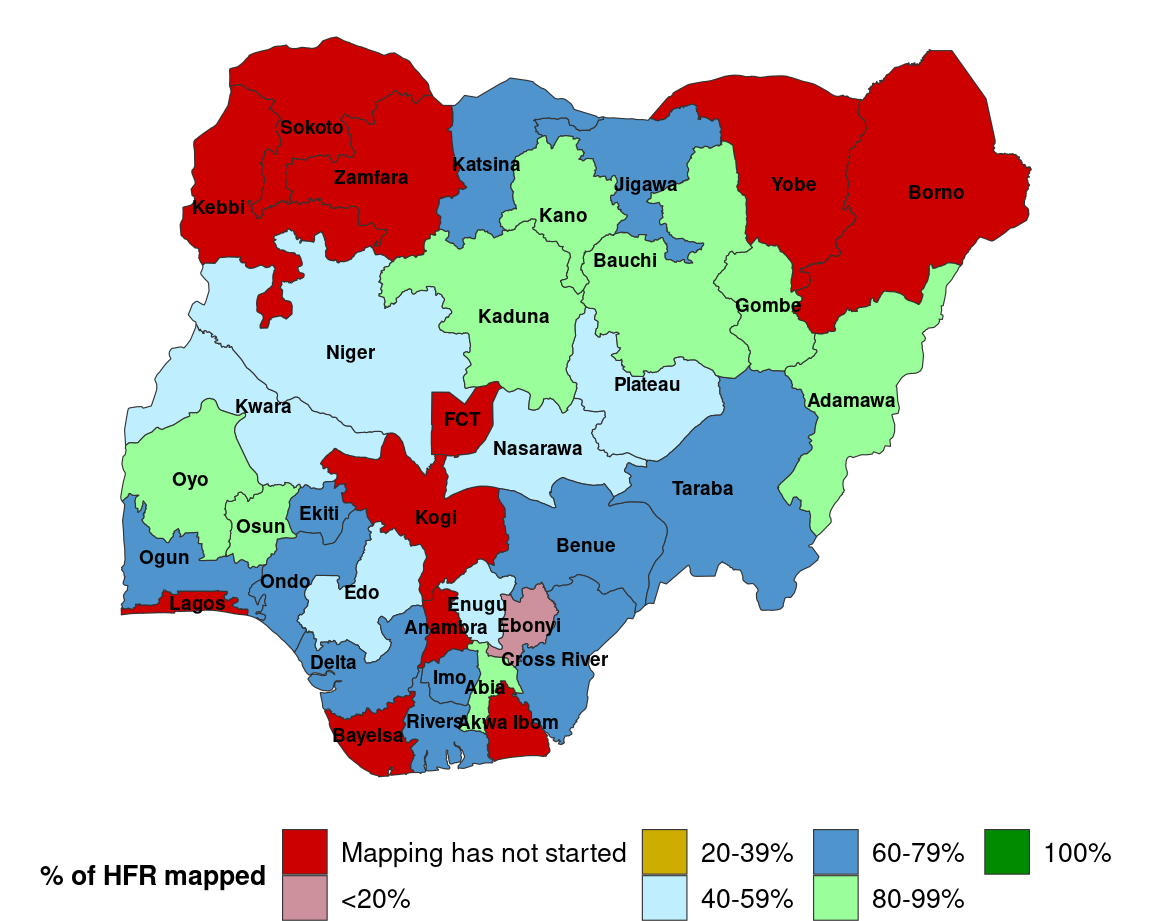 Sokoto
Katsina
Zamfara
Jigawa
Yobe
Borno
Kebbi
Kano
Bauchi
Gombe
Kaduna
Niger
Plateau
Adamawa
Kwara
FCT
Nasarawa
Oyo
Taraba
Ekiti
Kogi
Osun
Benue
Ogun
Ondo
Edo
Lagos
Enugu
Anambra
Ebonyi
Delta
Cross River
Imo
Abia
Rivers
Akwa Ibom
Bayelsa
% of HFR mapped
Mapping has not started
<20%
20-39%
40-59%
60-79%
80-99%
100%